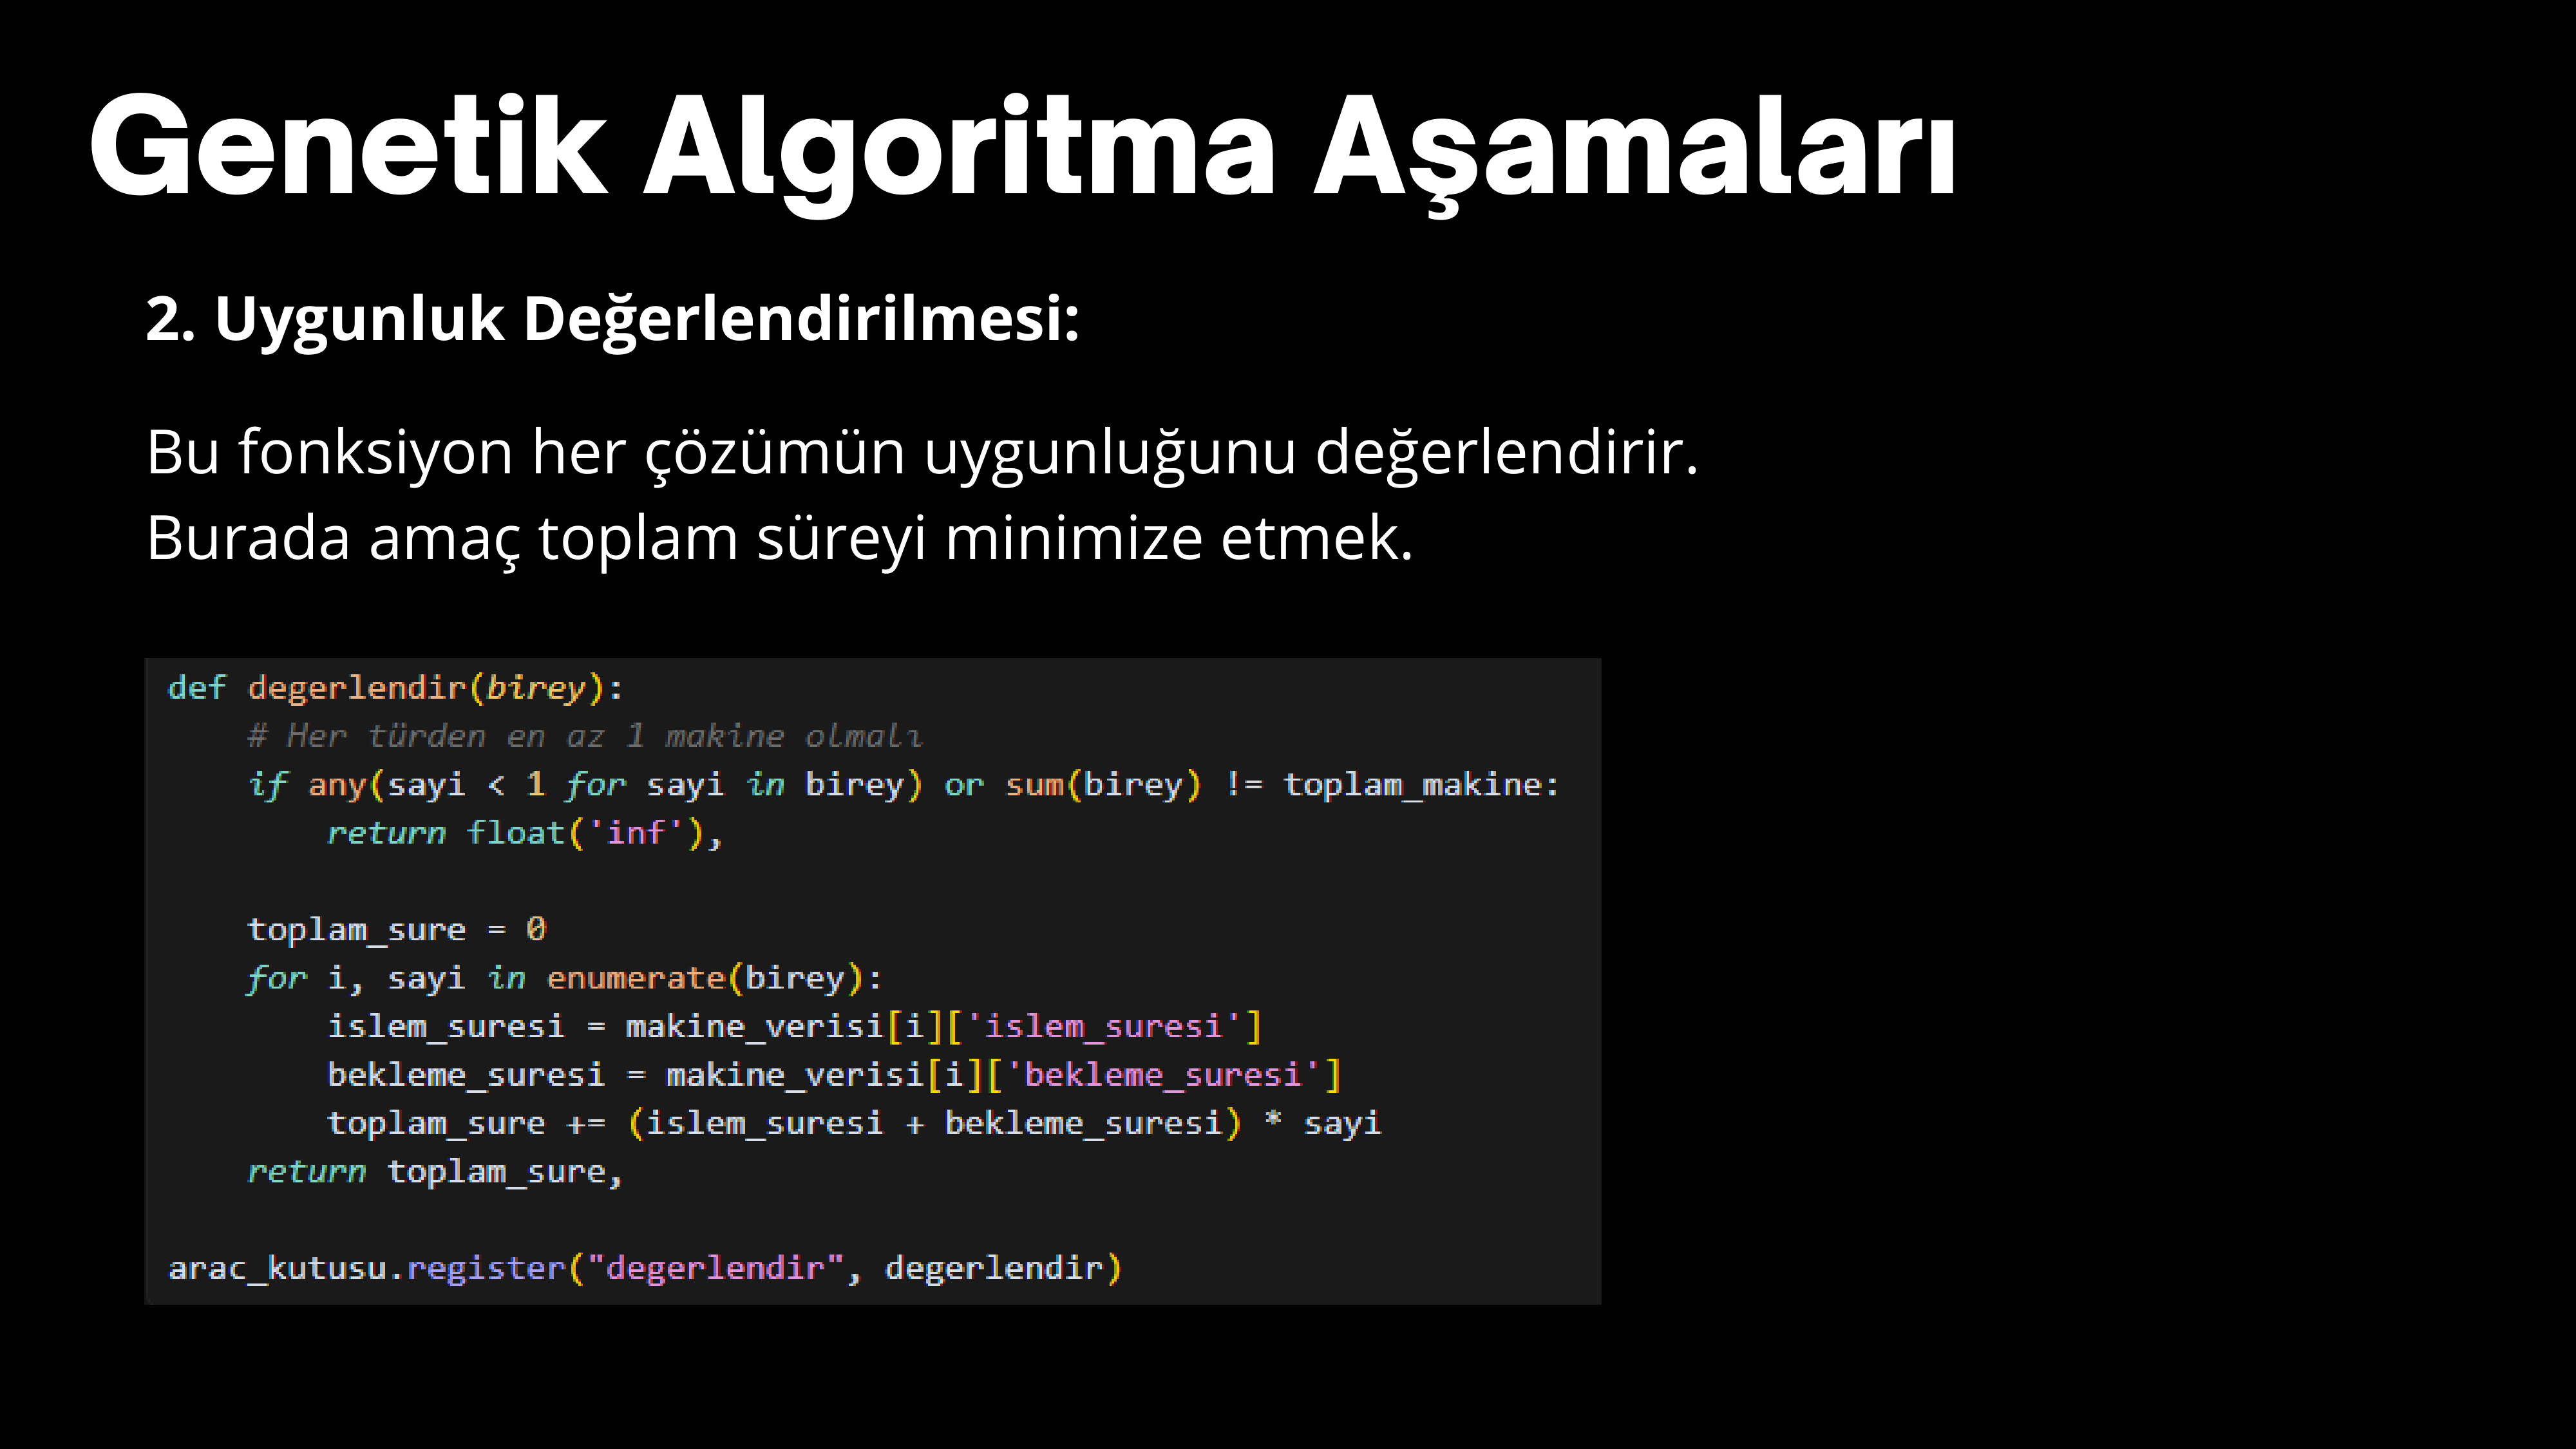 Genetik Algoritma Aşamaları
2. Uygunluk Değerlendirilmesi:
Bu fonksiyon her çözümün uygunluğunu değerlendirir.
Burada amaç toplam süreyi minimize etmek.
def degerlendir(birey):
    # Her türden en az 1 makine olmalı
    if any(sayi < 1 for sayi in birey) or sum(birey) != toplam_makine:
        return float('inf'),
    toplam_sure = 0
    for i, sayi in enumerate(birey):
        islem_suresi = makine_verisi[i]['islem_suresi']
        bekleme_suresi = makine_verisi[i]['bekleme_suresi']
        toplam_sure += (islem_suresi + bekleme_suresi) * sayi
    return toplam_sure,
arac_kutusu.register("degerlendir", degerlendir)